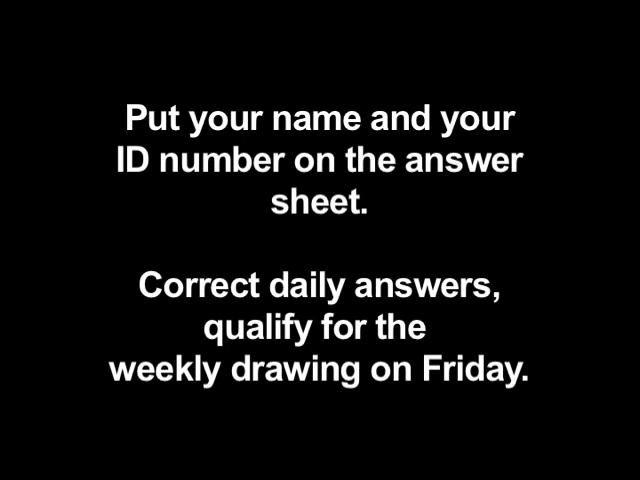 Put your name and your
ID number on the answer
sheet.
Correct daily answers,
qualify for the
weekly drawing on Friday.